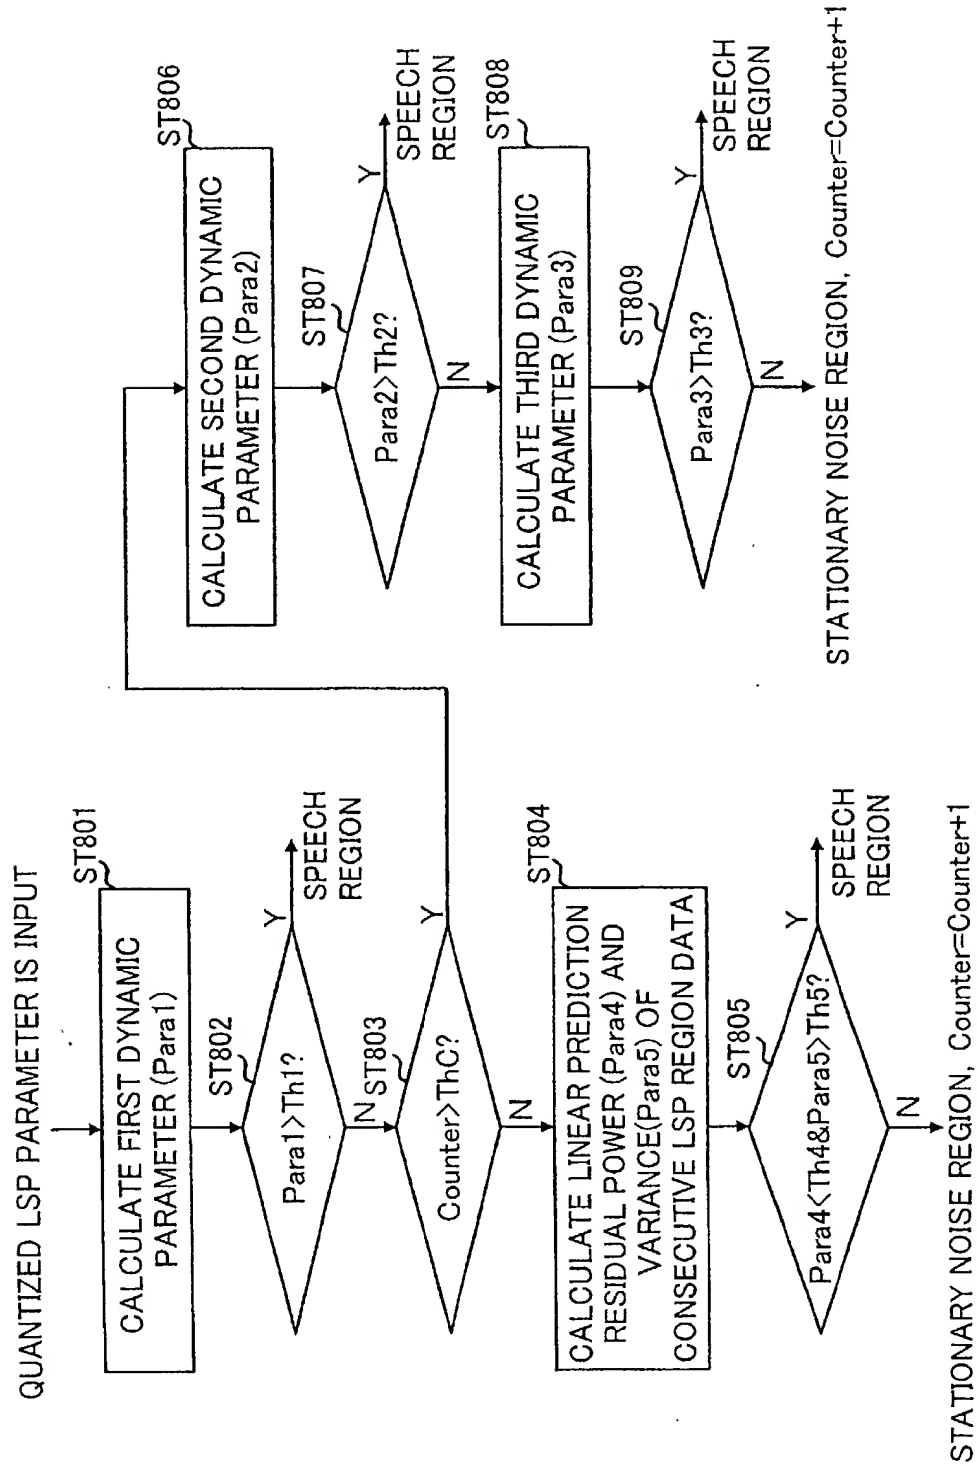 QUANTIZED LSP PARAMETER IS INPUT
ST801
CALCULATE FIRST DYNAMIC
PARAMETER (Para1)
ST802
Para1>Th1?
Y
SPEECH
REGION
N
ST803
Counter>ThC?
Y
N
ST804
CALCULATE LINEAR PREDICTION
RESIDUAL POWER (Para4) AND
VARIANCE(Para5) OF
CONSECUTIVE LSP REGION DATA
ST805
Para4<Th4&Para5>Th5?
Y
SPEECH
REGION
N
STATIONARY NOISE REGION, Counter=Counter+1
ST806
CALCULATE SECOND DYNAMIC
PARAMETER (Para2)
ST807
Para2>Th2?
Y
SPEECH
REGION
N
ST808
CALCULATE THIRD DYNAMIC
PARAMETER (Para3)
ST809
Para3>Th3?
Y
SPEECH
REGION
N
STATIONARY NOISE REGION, Counter=Counter+1